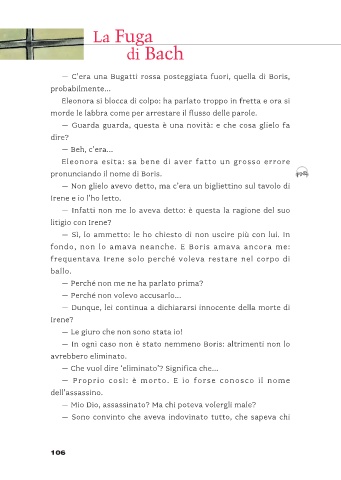 La Fuga
di Bach
— C'era una Bugatti rossa posteggiata fuori, quella di Boris,
probabilmente...
Eleonora si blocca di colpo: ha parlato troppo in fretta e ora si
morde le labbra come per arrestare il flusso delle parole.
— Guarda guarda, questa è una novità: e che cosa glielo fa
dire?
— Beh, c'era...
Eleonora esita: sa bene di aver fatto un grosso errore
pronunciando il nome di Boris.
— Non glielo avevo detto, ma c'era un bigliettino sul tavolo di
Irene e io l'ho letto.
— Infatti non me lo aveva detto: è questa la ragione del suo
litigio con Irene?
— Sì, lo ammetto: le ho chiesto di non uscire più con lui. In
fondo, non lo amava neanche. E Boris amava ancora me:
frequentava Irene solo perché voleva restare nel corpo di
ballo.
— Perché non me ne ha parlato prima?
— Perché non volevo accusarlo...
— Dunque, lei continua a dichiararsi innocente della morte di
Irene?
— Le giuro che non sono stata io!
— In ogni caso non è stato nemmeno Boris: altrimenti non lo
avrebbero eliminato.
— Che vuol dire 'eliminato'? Significa che...
— Proprio così: è morto. E io forse conosco il nome
dell'assassino.
— Mio Dio, assassinato? Ma chi poteva volergli male?
— Sono convinto che aveva indovinato tutto, che sapeva chi
106